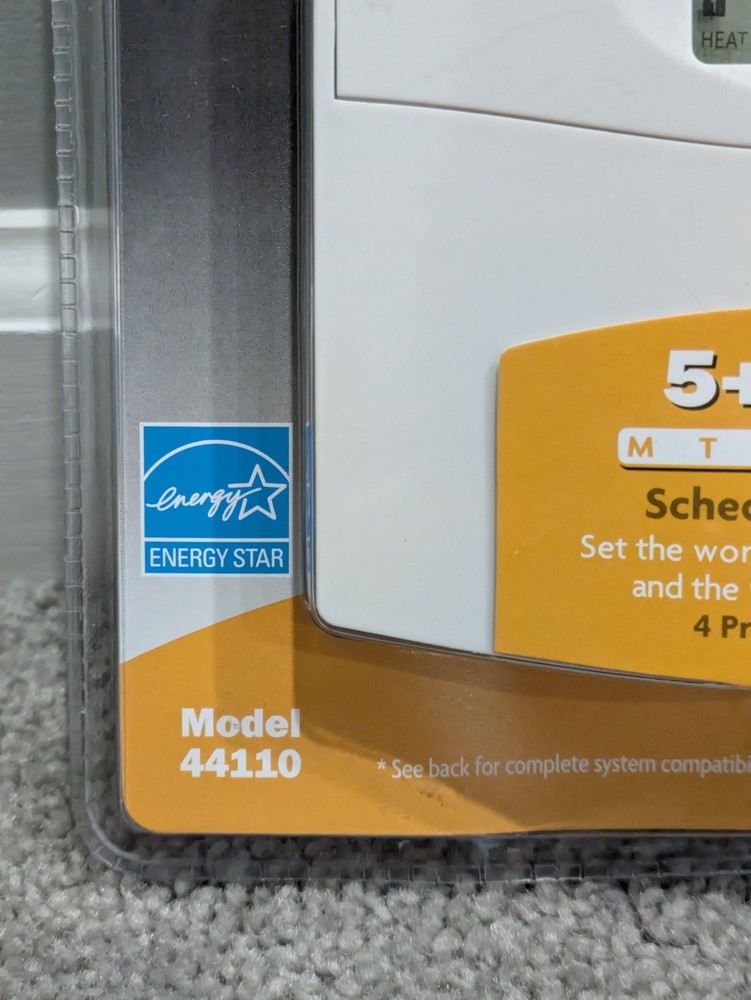 HEAT
5+
M T
Sched
Set the wor
and the
4 Pr
energy
ENERGY STAR
Model
44110
* See back for complete system compatibi